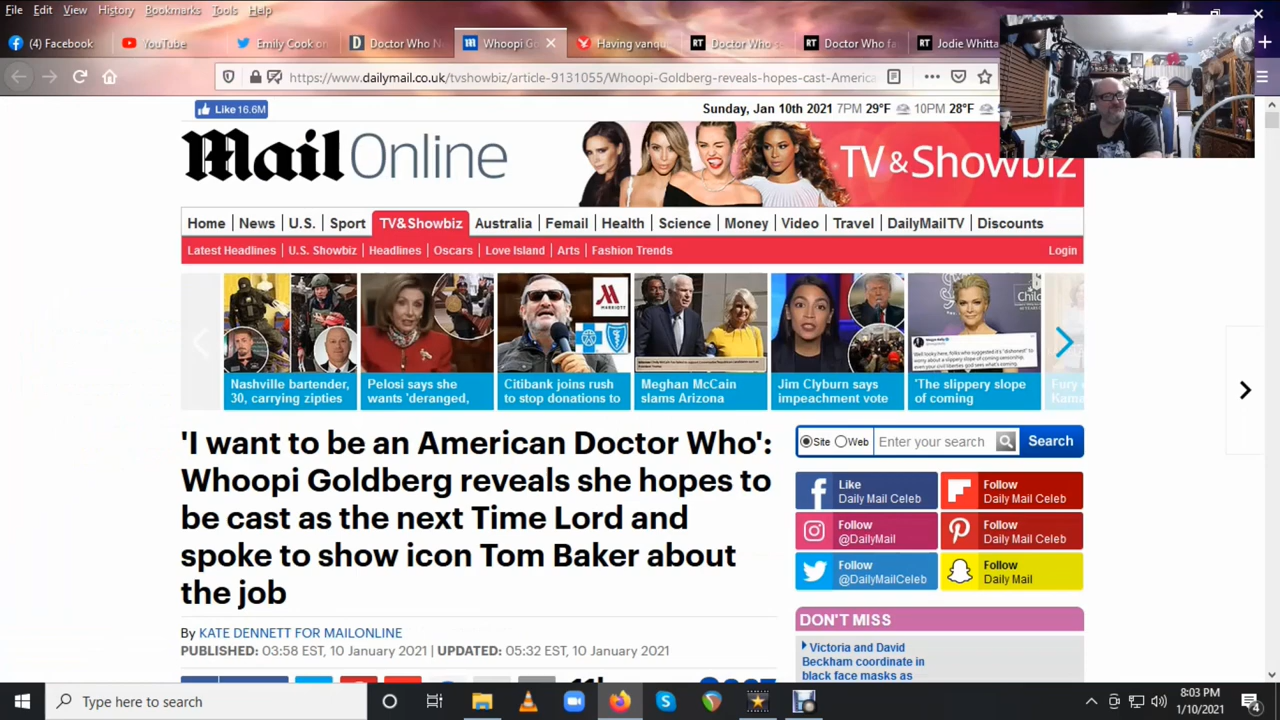 File Edit View History Bookmarks Tools Help
(4) Facebook
YouTube
Emily Cook on
Doctor Who N
Whoopi Go
Having vanqu
Doctor Who s
Doctor Who fa
Jodie Whitta
https://www.dailymail.co.uk/tvshowbiz/article-9131055/Whoopi-Goldberg-reveals-hopes-cast-America
Like 16.6M
Sunday, Jan 10th 2021 7PM 29°F 10PM 28°F
Mail Online
TV&Showbiz
Home News U.S. Sport TV&Showbiz Australia Femail Health Science Money Video Travel DailyMailTV Discounts
Latest Headlines U.S. Showbiz Headlines Oscars Love Island Arts Fashion Trends Login
Marriott
Nashville bartender,
30, carrying zipties
Pelosi says she
wants 'deranged,
Citibank joins rush
to stop donations to
Meghan McCain
slams Arizona
Jim Clyburn says
impeachment vote
'The slippery slope
of coming
Fury
Kama
'I want to be an American Doctor Who':
Whoopi Goldberg reveals she hopes to
be cast as the next Time Lord and
spoke to show icon Tom Baker about
the job
By KATE DENNETT FOR MAILONLINE
PUBLISHED: 03:58 EST, 10 January 2021 | UPDATED: 05:32 EST, 10 January 2021
Site Web Enter your search Search
Like
Daily Mail Celeb
Follow
Daily Mail Celeb
Follow
@DailyMail
Follow
Daily Mail Celeb
Follow
@DailyMailCeleb
Follow
Daily Mail
DON'T MISS
Victoria and David
Beckham coordinate in
black face masks as
Type here to search
8:03 PM
1/10/2021
4